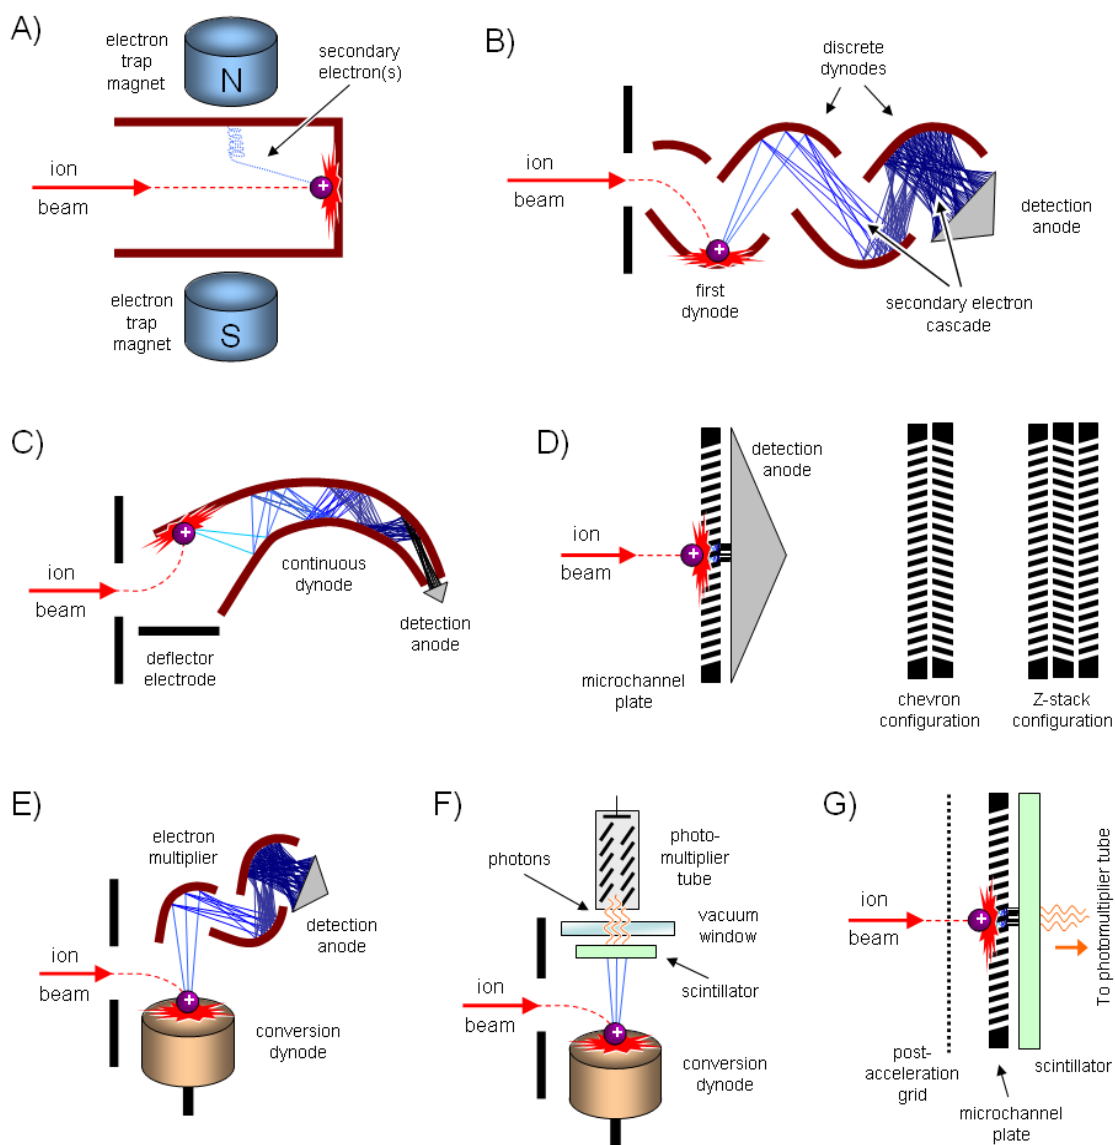 A)
electron
trap
magnet
N
secondary
electron(s)
ion
beam
+
electron
trap
magnet
S
B)
discrete
dynodes
ion
beam
+
detection
anode
first
dynode
secondary electron
cascade
C)
+
ion
beam
continuous
dynode
deflector
electrode
detection
anode
D)
detection
anode
ion
beam
+
microchannel
plate
chevron
configuration
Z-stack
configuration
E)
electron
multiplier
detection
anode
ion
beam
+
conversion
dynode
F)
photons
photo-
multiplier
tube
vacuum
window
scintillator
ion
beam
+
conversion
dynode
G)
ion
beam
+
To photomultiplier tube
post-
acceleration
grid
scintillator
microchannel
plate